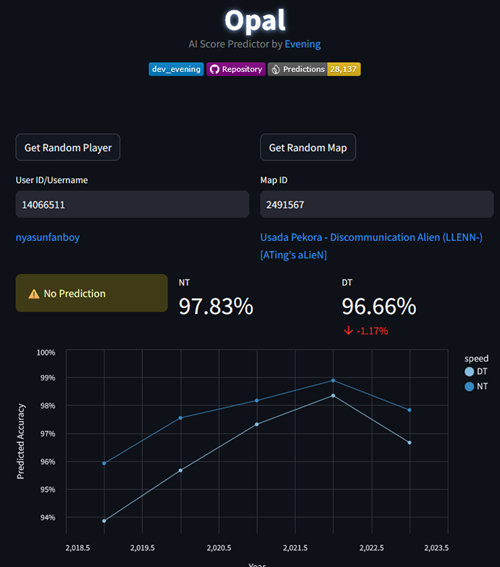 Opal
AI Score Predictor by Evening
dev_evening Repository Predictions 28,137
Get Random Player Get Random Map
User ID/Username Map ID
14066511 2491567
nyasunfanboy Usada Pekora - Discommunication Alien (LLENN-)
[ATing's aLieN]
No Prediction NT DT
97.83% 96.66%
-1.17%
100%
99%
98%
97%
96%
95%
94%
Predicted Accuracy
speed
DT
NT
2,018.5 2,019.5 2,020.5 2,021.5 2,022.5 2,023.5
Year